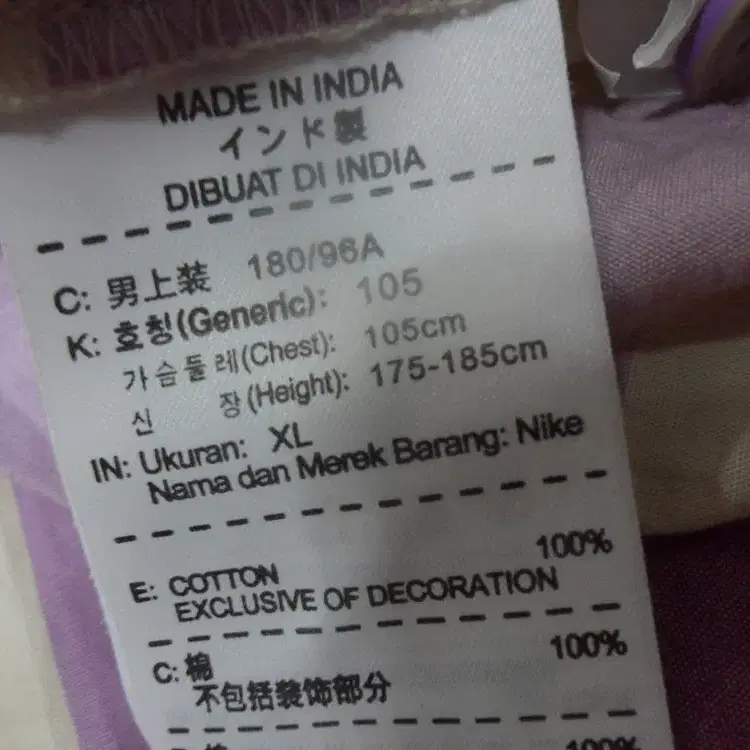 MADE IN INDIA
インド製
DIBUAT DI INDIA
C: 男上装 180/96A
K: 호칭(Generic): 105
가슴둘레(Chest): 105cm
신 장(Height): 175-185cm
IN: Ukuran: XL
Nama dan Merek Barang: Nike
E: COTTON 100%
EXCLUSIVE OF DECORATION
C: 棉 100%
不包括装饰部分
100%